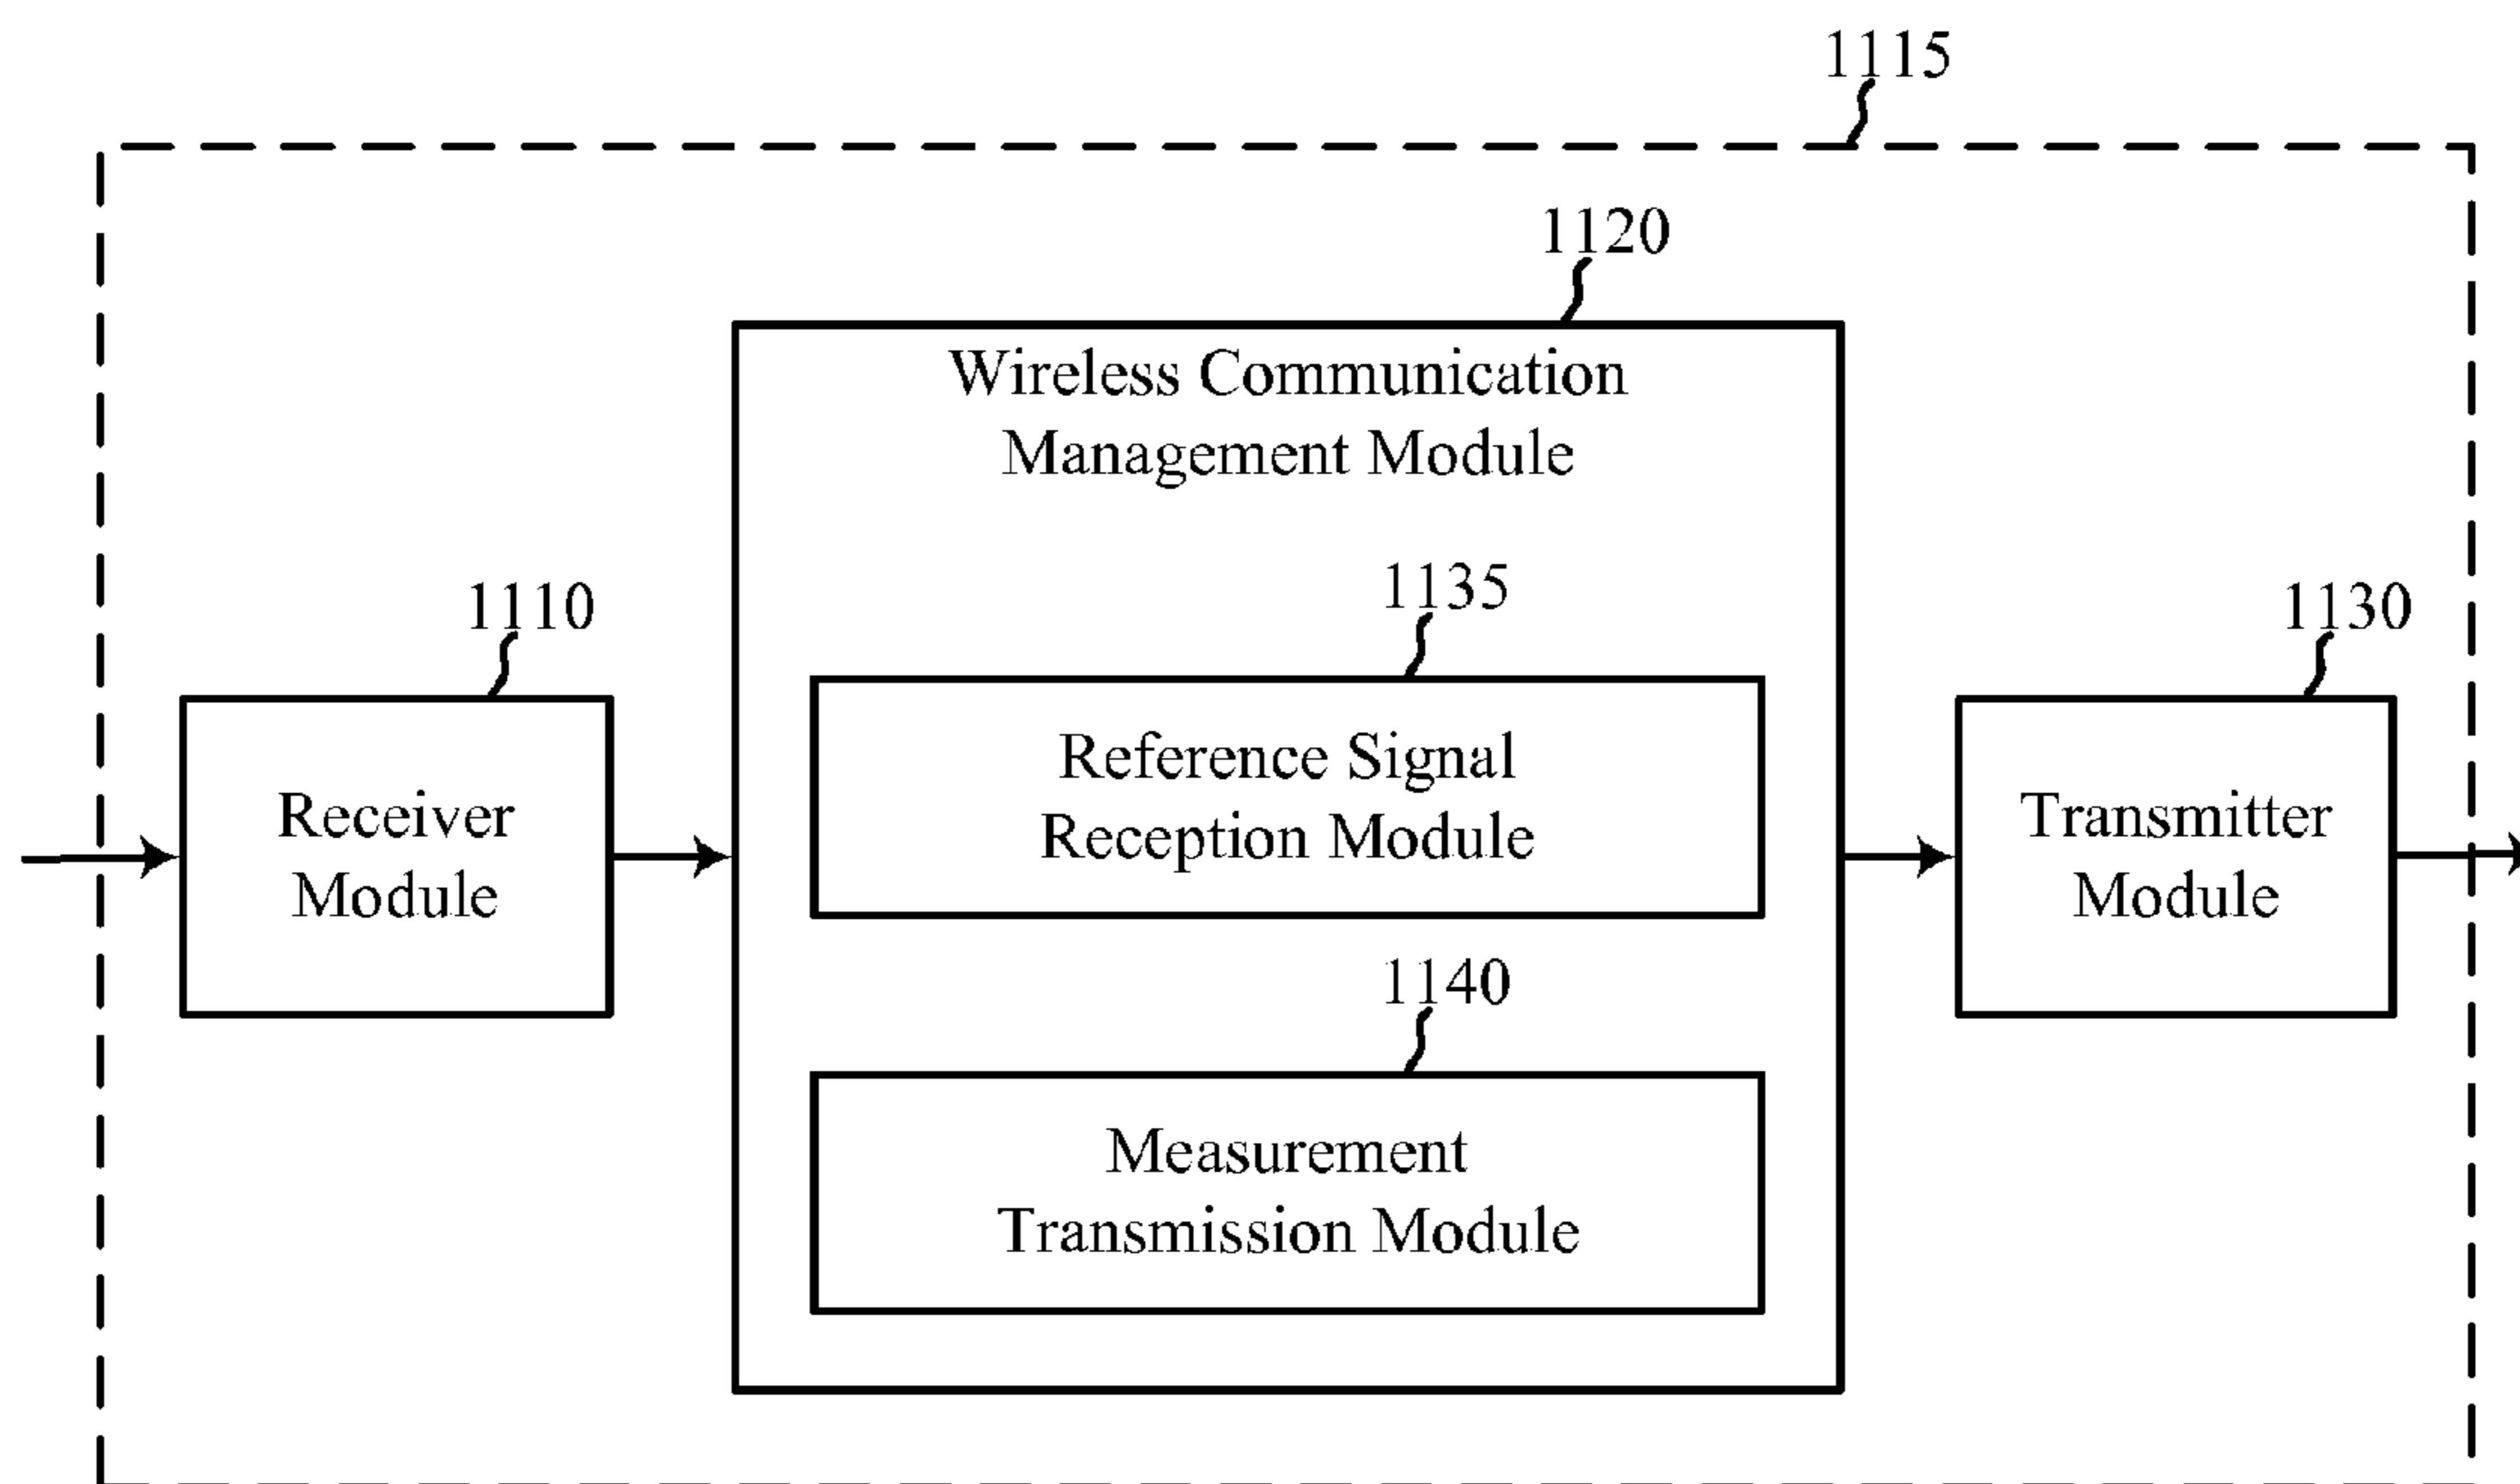 1115
1120
Wireless Communication
Management Module
1110
1135
1130
Receiver
Module
Reference Signal
Reception Module
Transmitter
Module
1140
Measurement
Transmission Module